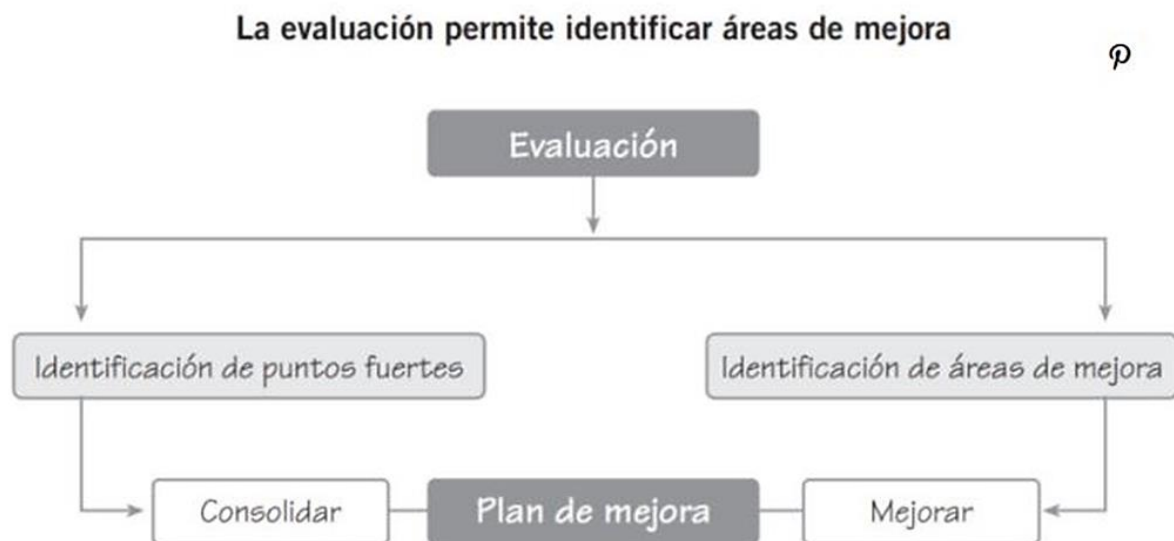 La evaluación permite identificar áreas de mejora
Evaluación
Identificación de puntos fuertes
Identificación de áreas de mejora
Consolidar
Plan de mejora
Mejorar